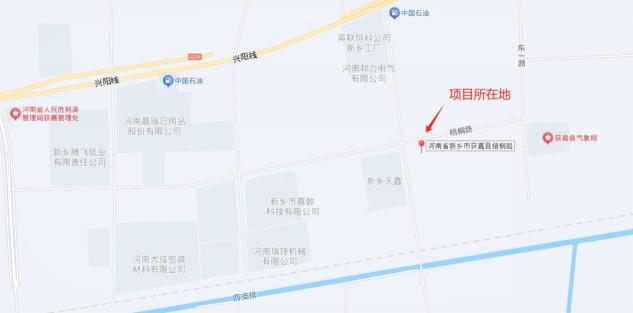 中国石油
英联饲料公司
新乡工厂
东一路
兴阳线
河南邦力电气
有限公司
中国石油
兴阳线
项目所在地
河南省人民胜利渠
管理局获嘉管理处
河南晶瑞日用品
股份有限公司
梧桐路
获嘉县气象局
河南省新乡市获嘉县梧桐路
新乡腾飞纸业
有限责任公司
新乡天鑫
新乡市嘉数
科技有限公司
河南大成包装
材料有限公司
河南瑞锂机械
有限公司
四支渠